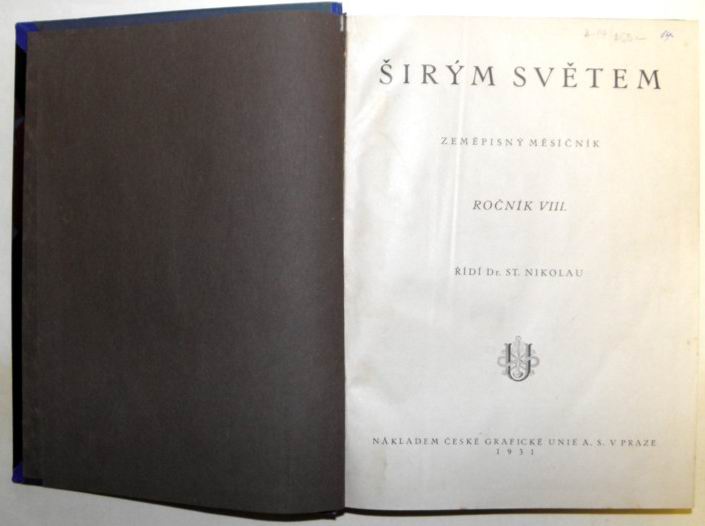 ŠIRÝM SVĚTEM
ZEMĚPISNÝ MĚSÍČNÍK
ROČNÍK VIII.
ŘÍDÍ Dr. ST. NIKOLAU
NÁKLADEM ČESKÉ GRAFICKÉ UNIE A. S. V PRAZE
1931